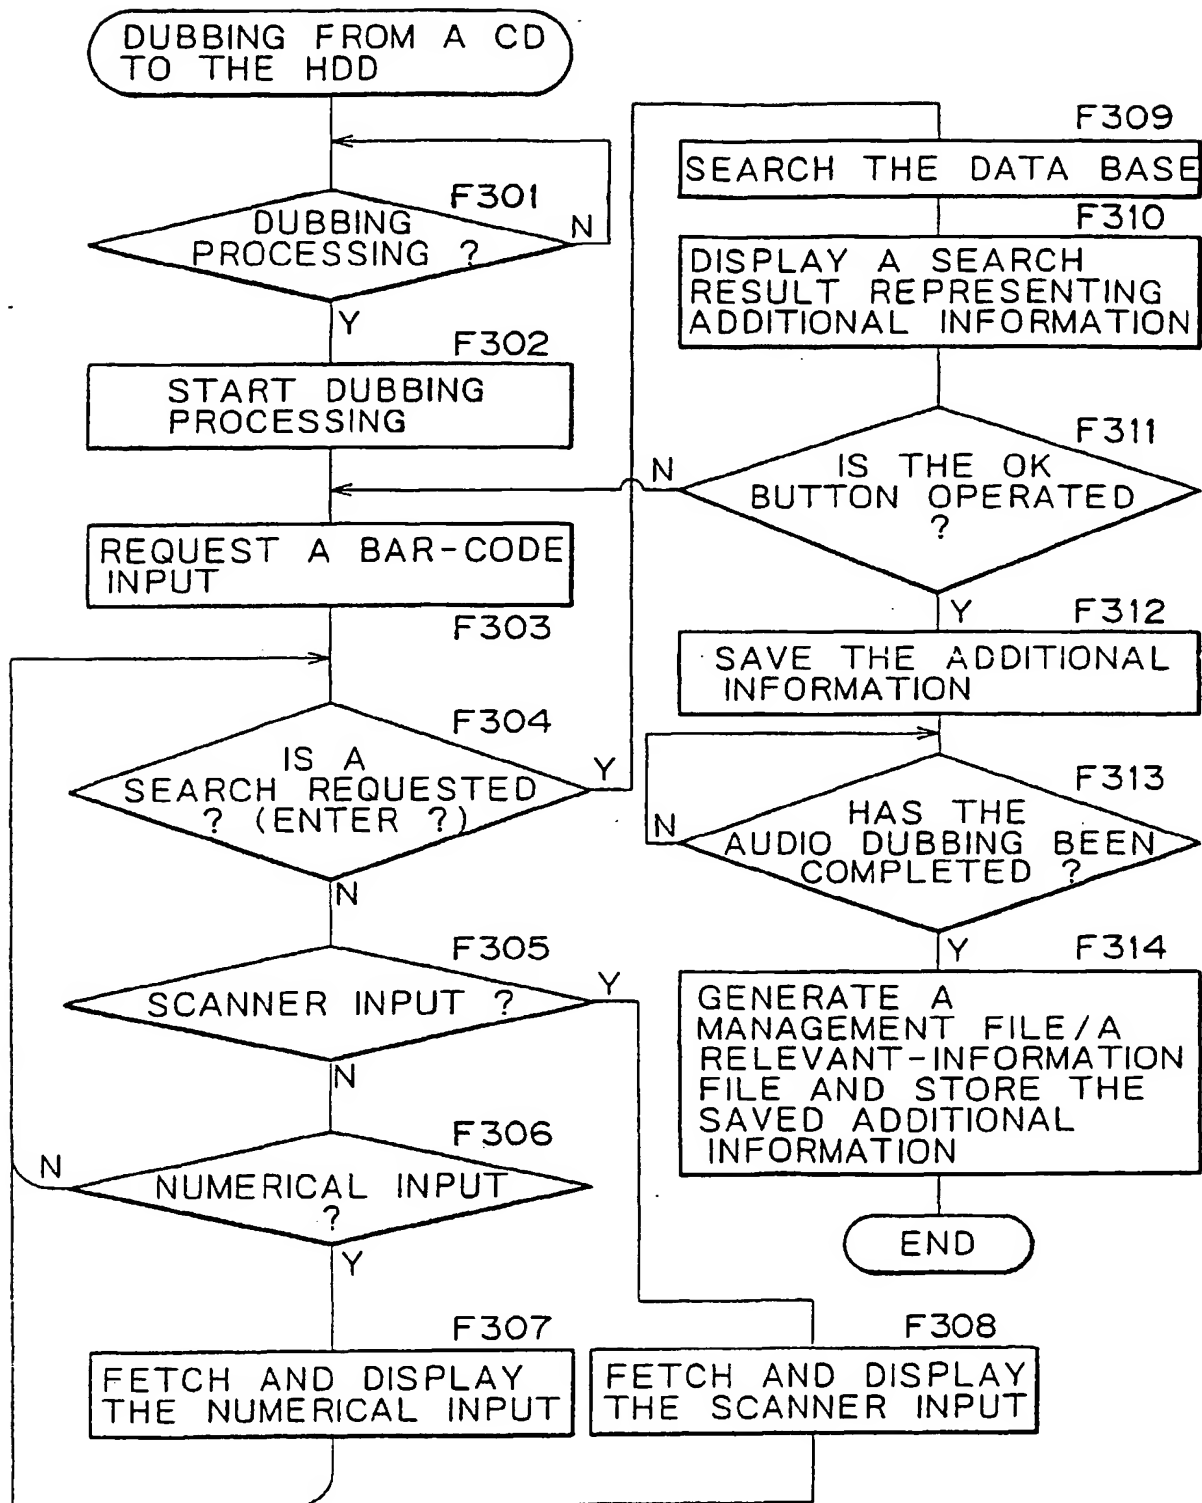 DUBBING FROM A CD
TO THE HDD
F301
DUBBING
PROCESSING ?
N
Y
F302
START DUBBING
PROCESSING
REQUEST A BAR-CODE
INPUT
F303
F304
IS A
SEARCH REQUESTED
? (ENTER ?)
Y
N
F305
SCANNER INPUT ?
Y
N
F306
NUMERICAL INPUT
?
N
Y
F307
FETCH AND DISPLAY
THE NUMERICAL INPUT
F308
FETCH AND DISPLAY
THE SCANNER INPUT
F309
SEARCH THE DATA BASE
F310
DISPLAY A SEARCH
RESULT REPRESENTING
ADDITIONAL INFORMATION
F311
IS THE OK
BUTTON OPERATED
?
N
Y
F312
SAVE THE ADDITIONAL
INFORMATION
F313
HAS THE
AUDIO DUBBING BEEN
COMPLETED ?
N
Y
F314
GENERATE A
MANAGEMENT FILE/A
RELEVANT-INFORMATION
FILE AND STORE THE
SAVED ADDITIONAL
INFORMATION
END